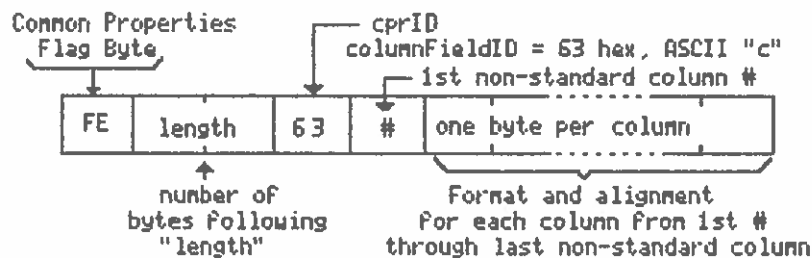 Common Properties
Flag Byte
cprID
columnFieldID = 63 hex, ASCII "c"
1st non-standard column #
FE length 63 # one byte per column
number of
bytes following
"length"
Format and alignment
for each column from 1st #
through last non-standard column